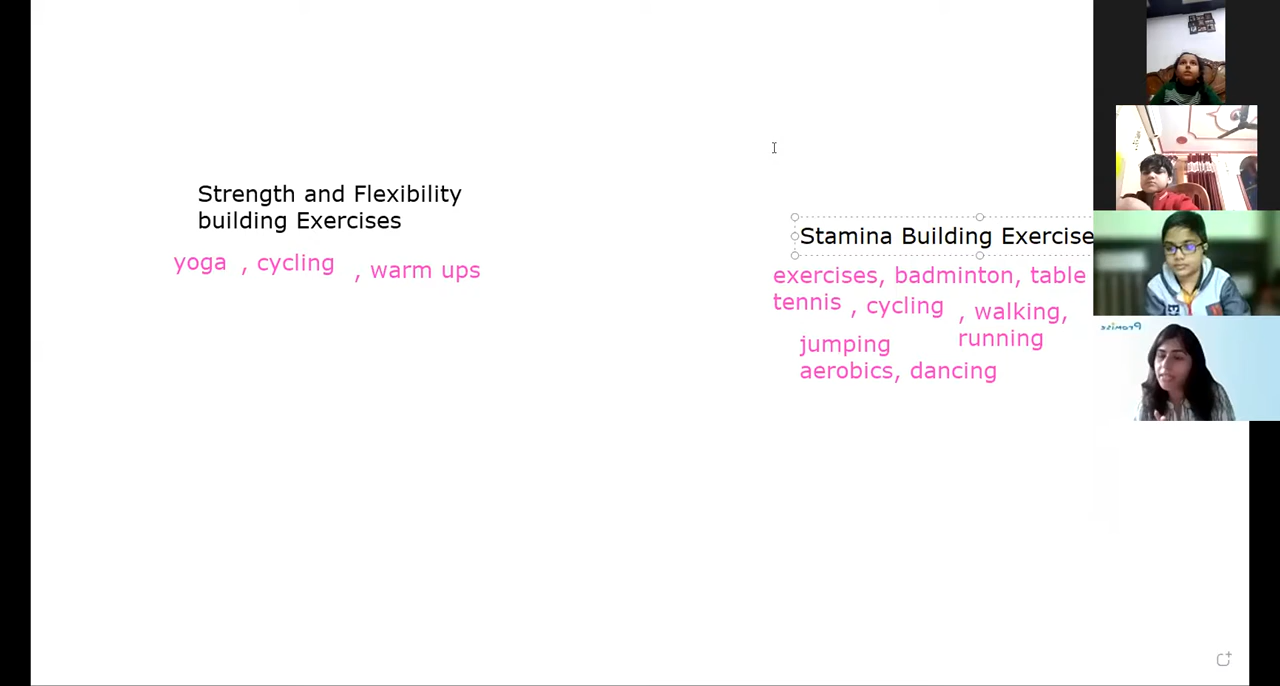 Strength and Flexibility
building Exercises
yoga , cycling , warm ups
Stamina Building Exercise
exercises, badminton, table
tennis , cycling , walking,
running
jumping
aerobics, dancing
Promise